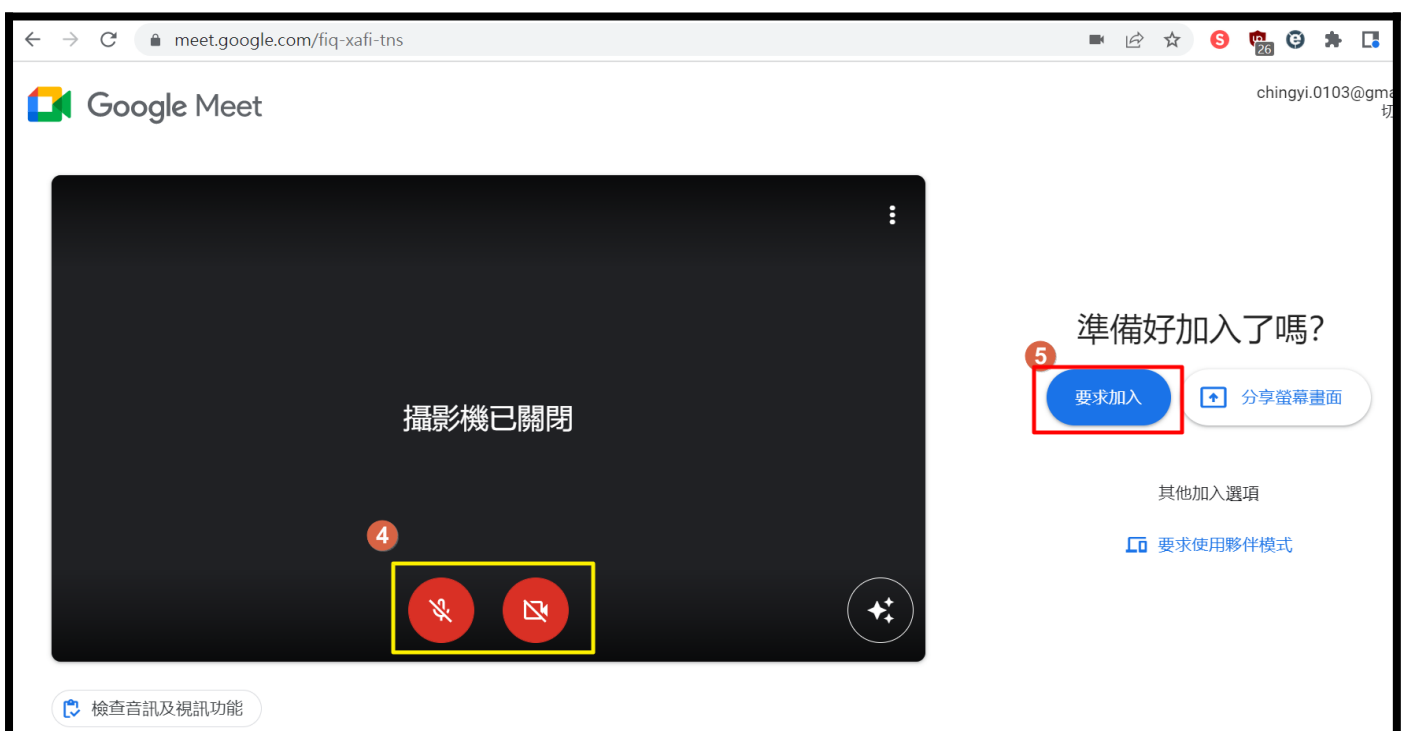 meet.google.com/fiq-xafi-tns
26
Google Meet
chingyi.0103@gma
切
準備好加入了嗎?
5
要求加入
分享螢幕畫面
攝影機已關閉
其他加入選項
4
要求使用夥伴模式
檢查音訊及視訊功能